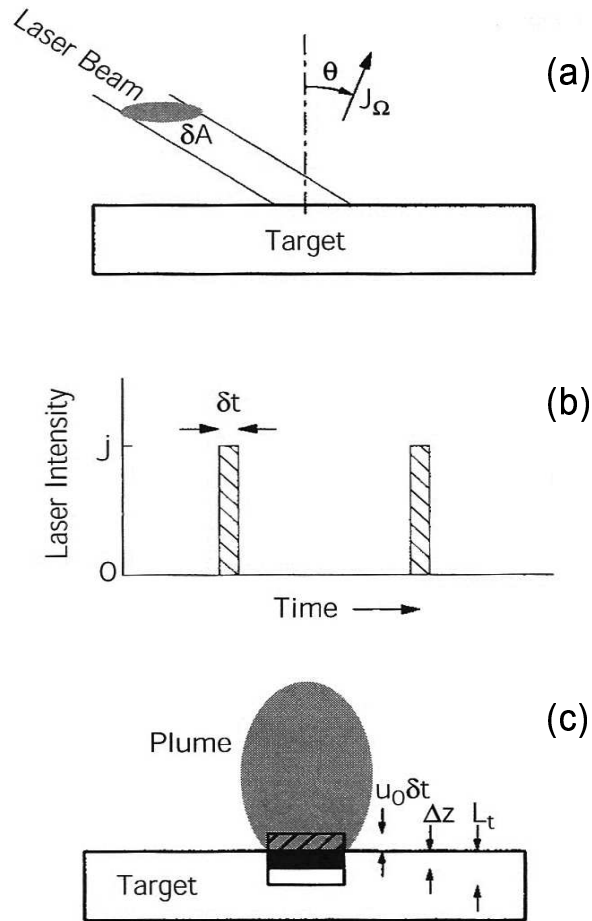 Laser Beam
θ
(a)
J_Ω
δA
Target
(b)
δt
Laser Intensity
j
0
Time
(c)
Plume
u₀δt
Δz
L_t
Target